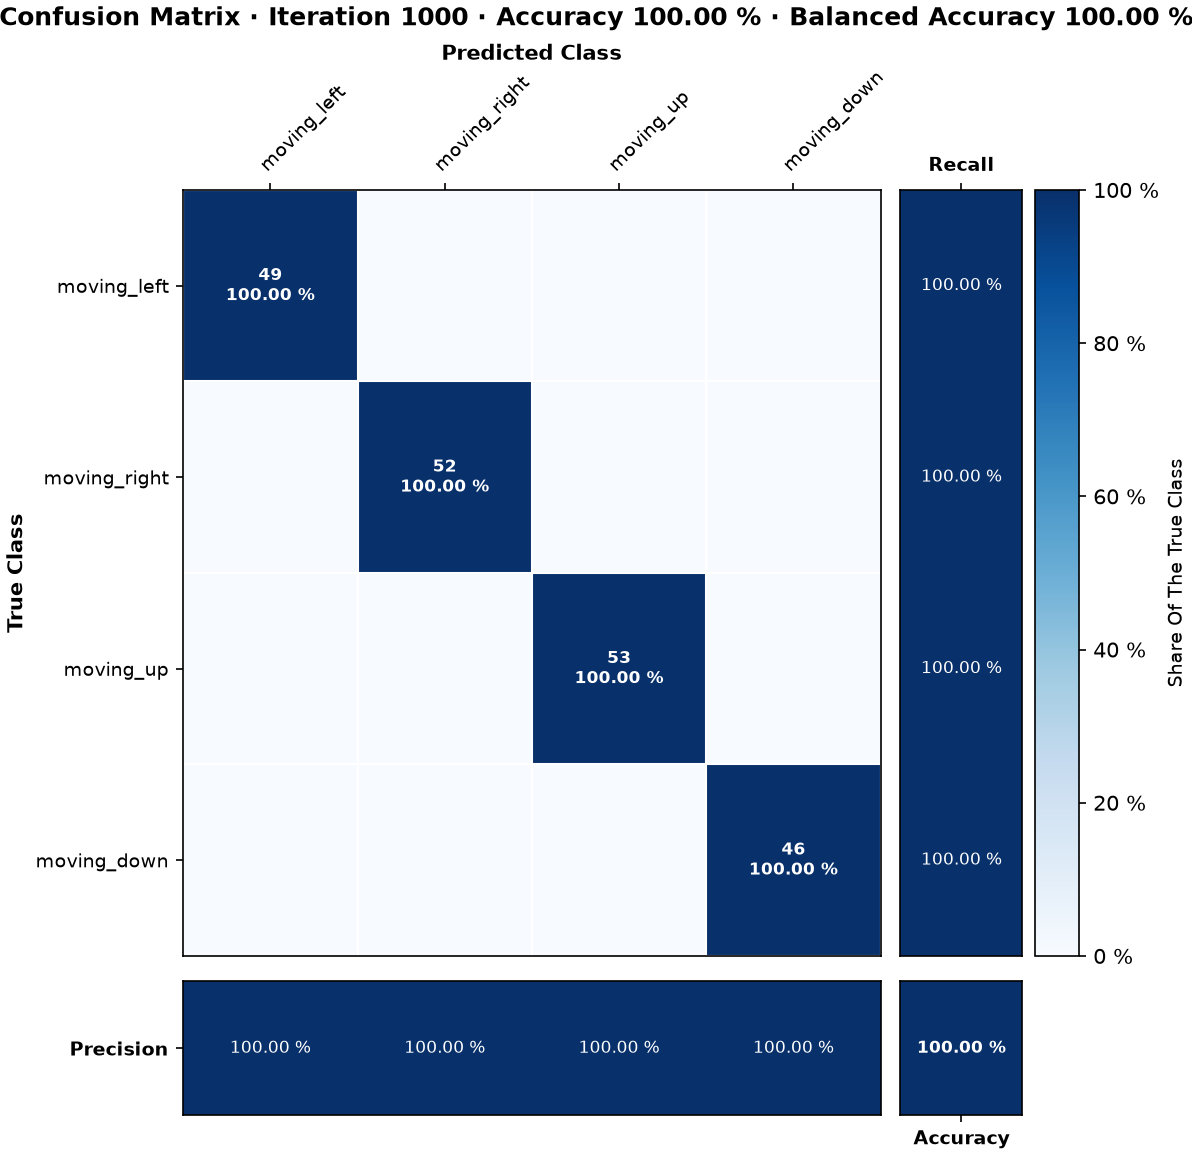 Confusion Matrix · Iteration 1000 · Accuracy 100.00 % · Balanced Accuracy 100.00 %
Predicted Class
moving_left
moving_right
moving_up
moving_down
Recall
True Class
moving_left
49
100.00 %
100.00 %
moving_right
52
100.00 %
100.00 %
moving_up
53
100.00 %
100.00 %
moving_down
46
100.00 %
100.00 %
100 %
80 %
60 %
40 %
20 %
0 %
Share Of The True Class
Precision
100.00 %
100.00 %
100.00 %
100.00 %
100.00 %
Accuracy